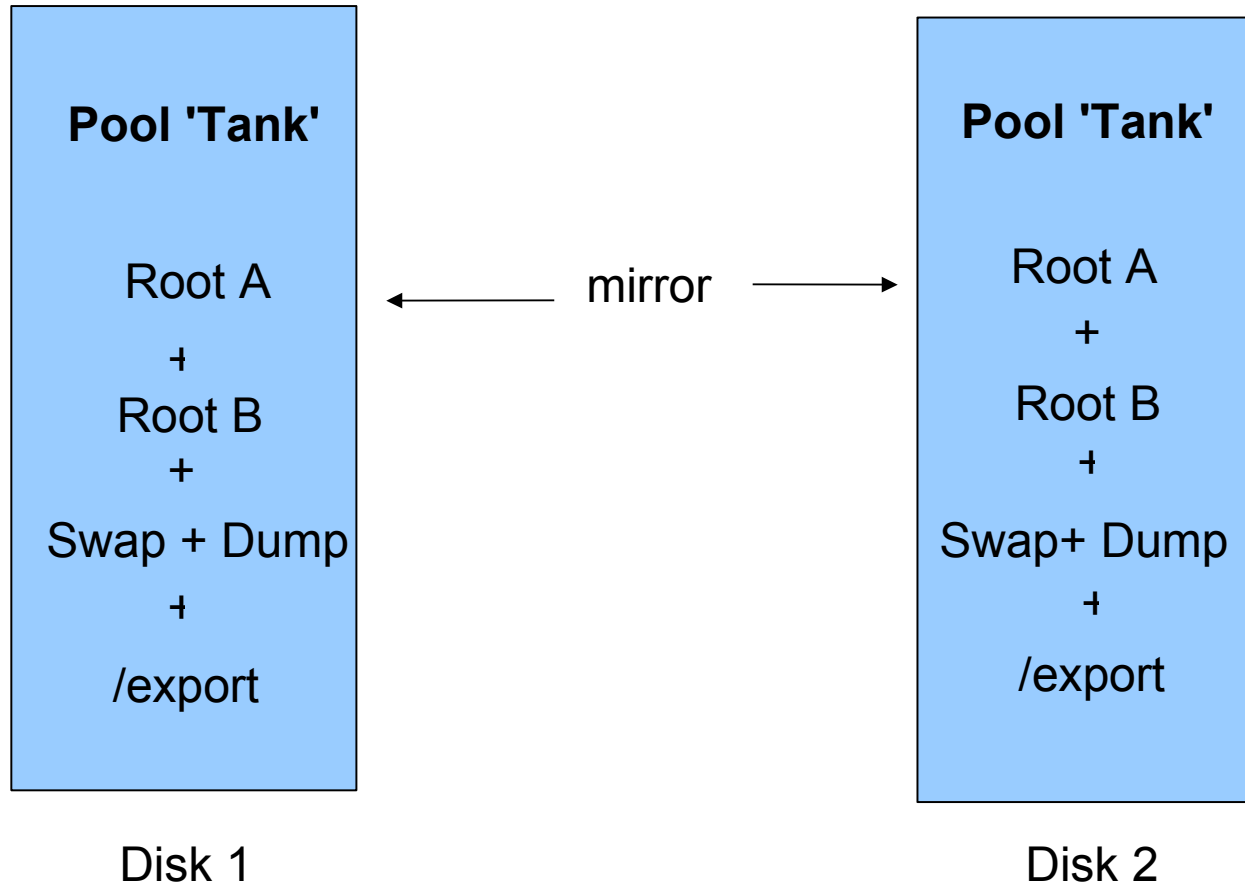 Pool 'Tank'
Root A
+
Root B
+
Swap + Dump
+
/export
Disk 1
mirror
Pool 'Tank'
Root A
+
Root B
+
Swap+ Dump
+
/export
Disk 2